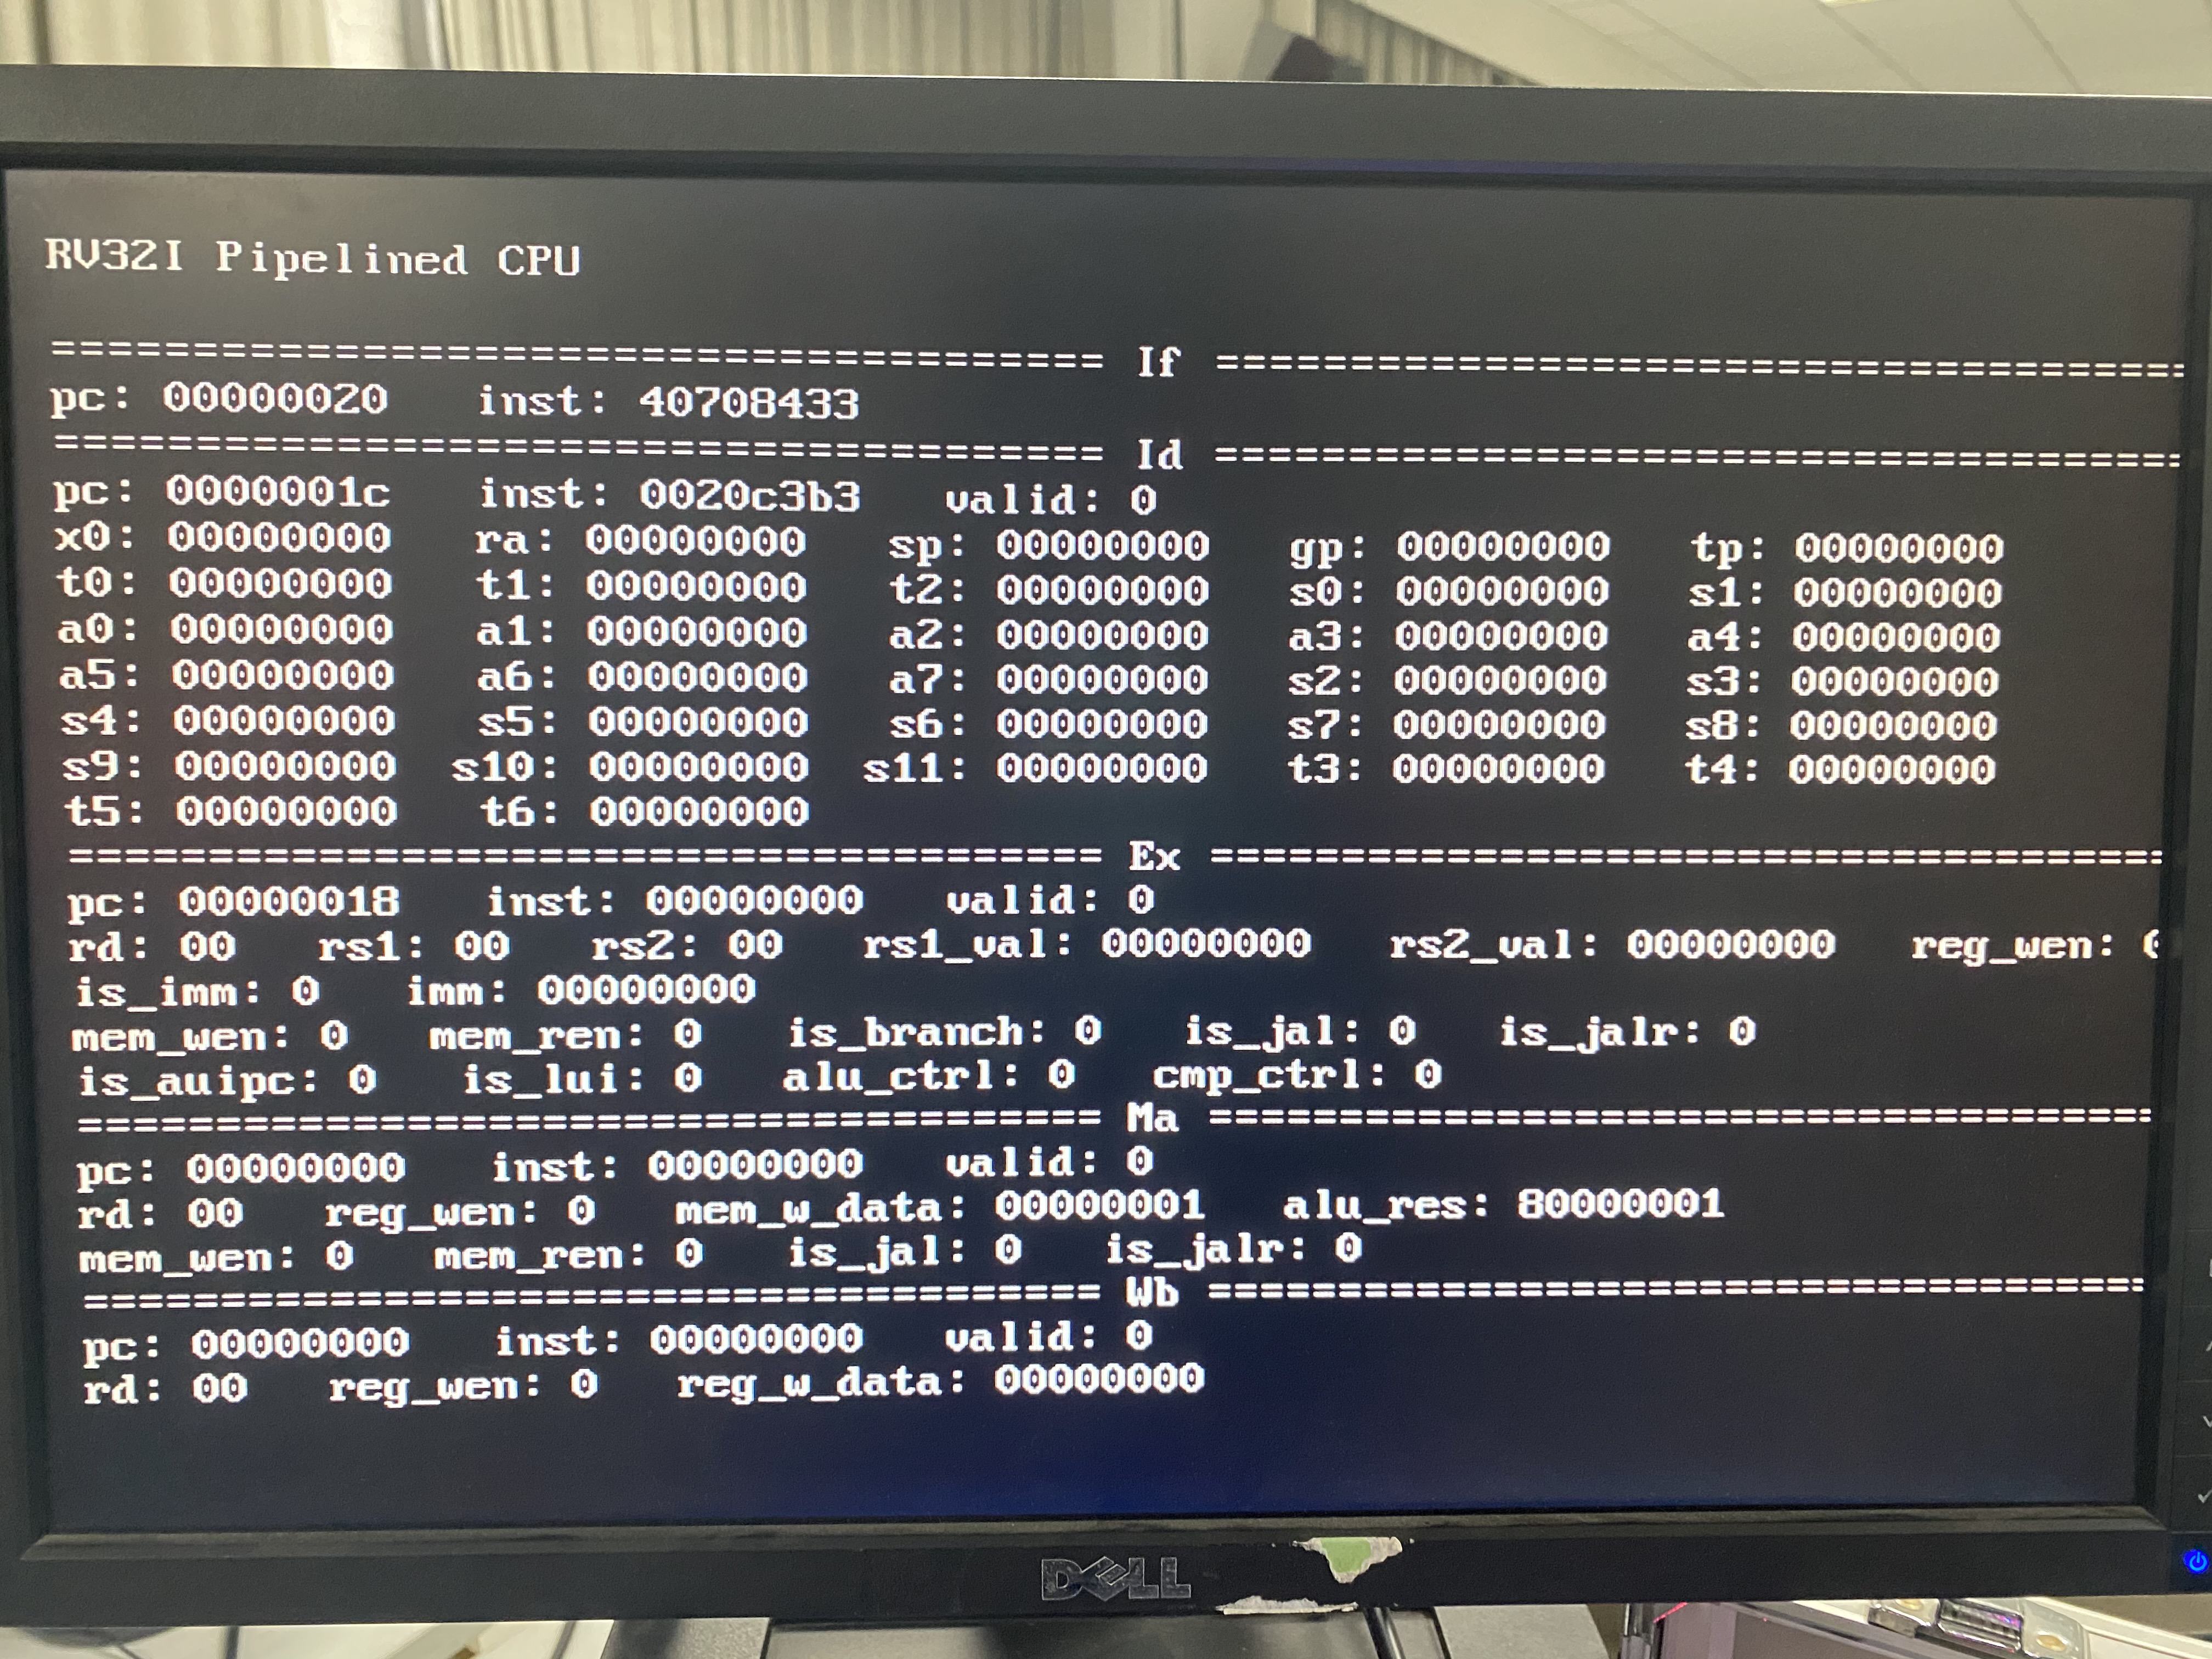 RV32I Pipelined CPU
===================================== If ===================================
pc: 00000020 inst: 40708433
===================================== Id ===================================
pc: 0000001c inst: 0020c3b3 valid: 0
x0: 00000000 ra: 00000000 sp: 00000000 gp: 00000000 tp: 00000000
t0: 00000000 t1: 00000000 t2: 00000000 s0: 00000000 s1: 00000000
a0: 00000000 a1: 00000000 a2: 00000000 a3: 00000000 a4: 00000000
a5: 00000000 a6: 00000000 a7: 00000000 s2: 00000000 s3: 00000000
s4: 00000000 s5: 00000000 s6: 00000000 s7: 00000000 s8: 00000000
s9: 00000000 s10: 00000000 s11: 00000000 t3: 00000000 t4: 00000000
t5: 00000000 t6: 00000000
===================================== Ex ===================================
pc: 00000018 inst: 00000000 valid: 0
rd: 00 rs1: 00 rs2: 00 rs1_val: 00000000 rs2_val: 00000000 reg_wen:
is_imm: 0 imm: 00000000
mem_wen: 0 mem_ren: 0 is_branch: 0 is_jal: 0 is_jalr: 0
is_auipc: 0 is_lui: 0 alu_ctrl: 0 cmp_ctrl: 0
===================================== Ma ===================================
pc: 00000000 inst: 00000000 valid: 0
rd: 00 reg_wen: 0 mem_w_data: 00000001 alu_res: 80000001
mem_wen: 0 mem_ren: 0 is_jal: 0 is_jalr: 0
===================================== Wb ===================================
pc: 00000000 inst: 00000000 valid: 0
rd: 00 reg_wen: 0 reg_w_data: 00000000
DELL